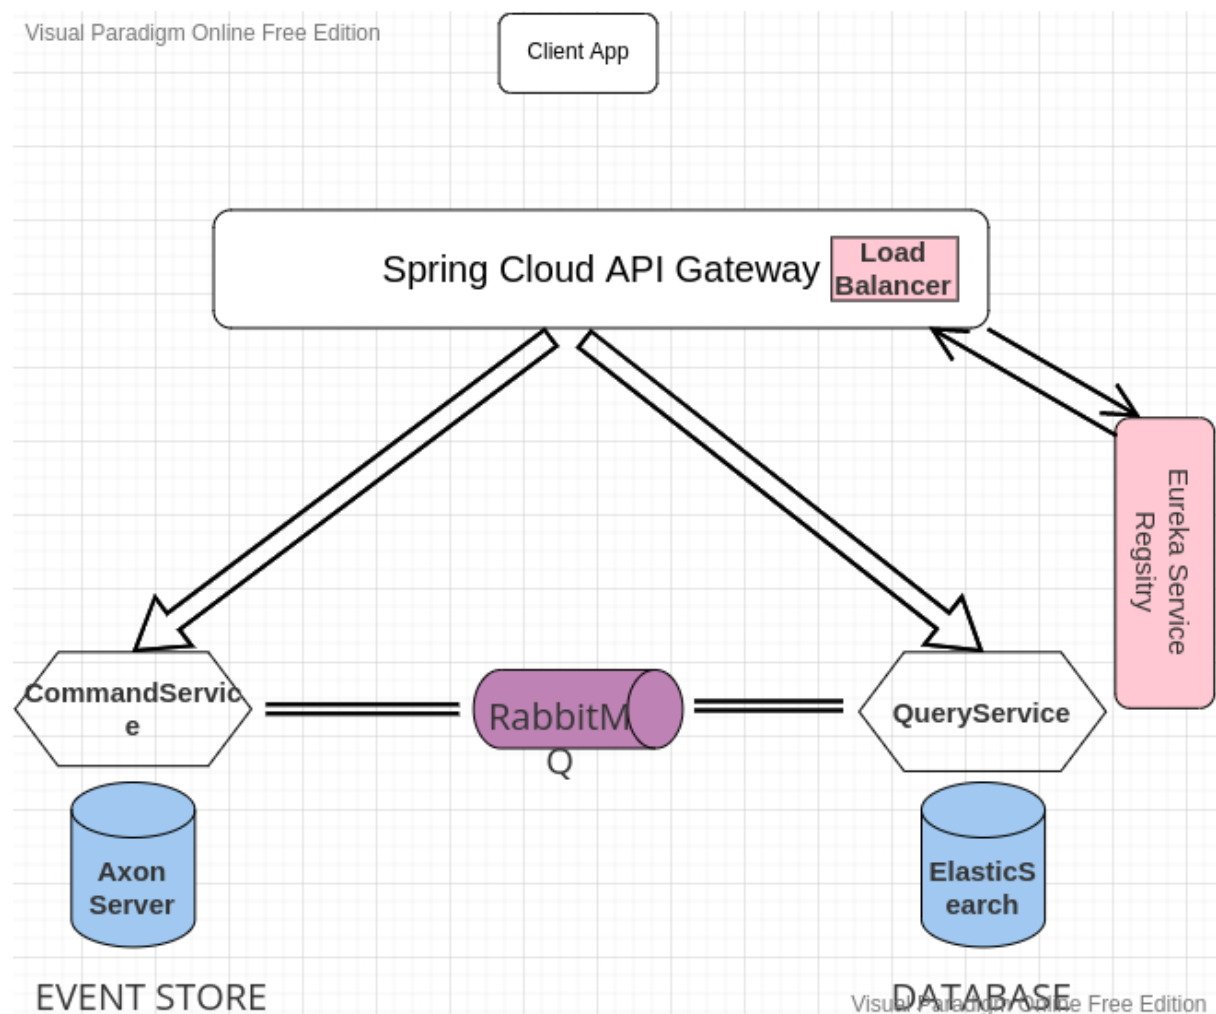 Visual Paradigm Online Free Edition
Client App
Spring Cloud API Gateway
Load
Balancer
Eureka Service
Regsitry
CommandServic
e
RabbitM
Q
QueryService
Axon
Server
ElasticS
earch
EVENT STORE
DATABASE
Visual Paradigm Online Free Edition